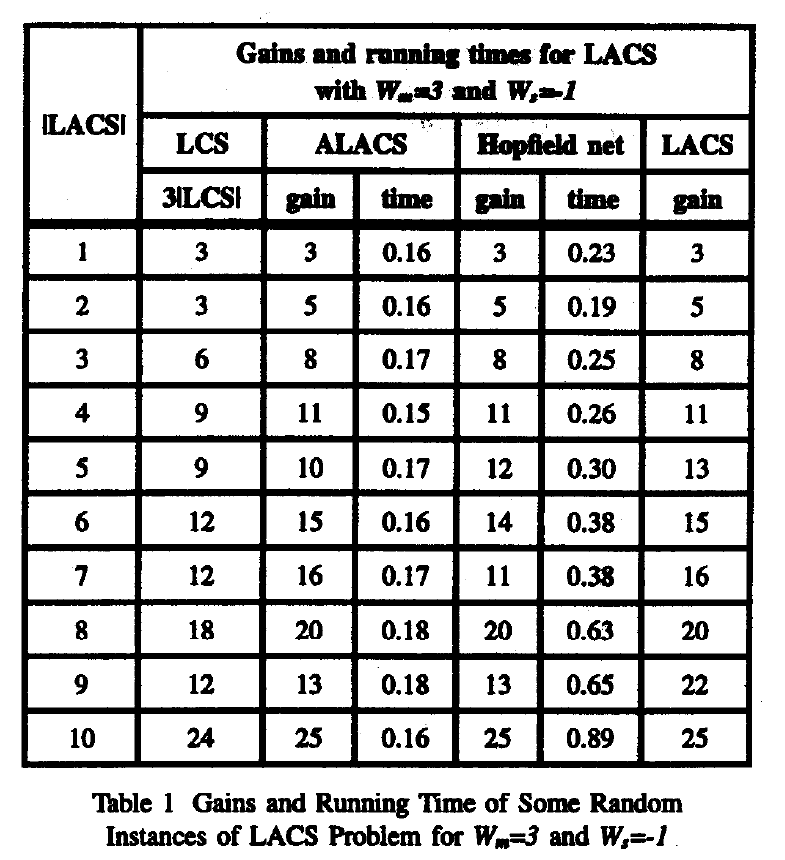 |LACS| Gains and running times for LACS
with Wm=3 and Ws=-1
LCS ALACS Hopfield net LACS
3|LCS| gain time gain time gain
1 3 3 0.16 3 0.23 3
2 3 5 0.16 5 0.19 5
3 6 8 0.17 8 0.25 8
4 9 11 0.15 11 0.26 11
5 9 10 0.17 12 0.30 13
6 12 15 0.16 14 0.38 15
7 12 16 0.17 11 0.38 16
8 18 20 0.18 20 0.63 20
9 12 13 0.18 13 0.65 22
10 24 25 0.16 25 0.89 25
Table 1 Gains and Running Time of Some Random
Instances of LACS Problem for Wm=3 and Ws=-1